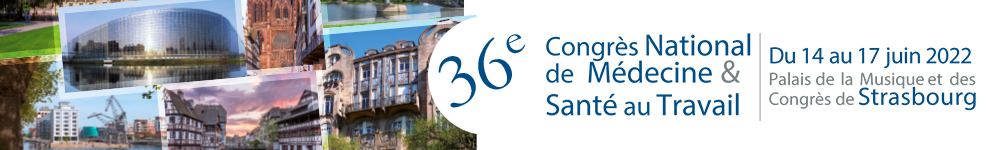 36e
Congrès National
de Médecine &
Santé au Travail
Du 14 au 17 juin 2022
Palais de la Musique et des
Congrès de Strasbourg